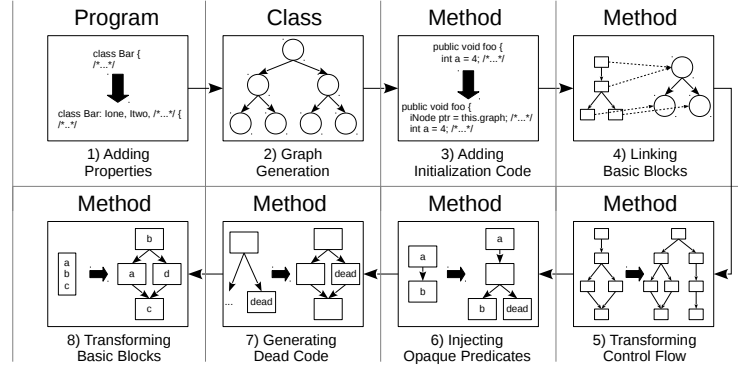 Program
class Bar {
/*...*/
class Bar: Ione, Itwo, /*...*/ {
/*..*/
1) Adding
Properties
Class
2) Graph
Generation
Method
public void foo {
int a = 4; /*...*/
public void foo {
iNode ptr = this.graph; /*...*/
int a = 4; /*...*/
3) Adding
Initialization Code
Method
4) Linking
Basic Blocks
Method
5) Transforming
Control Flow
Method
a
b
a
b
dead
6) Injecting
Opaque Predicates
Method
...
dead
dead
7) Generating
Dead Code
Method
a
b
c
b
a
d
c
8) Transforming
Basic Blocks